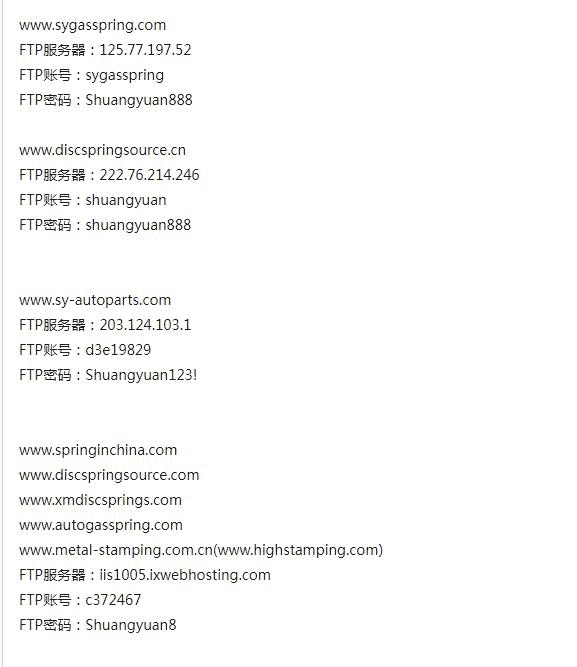 www.sygasspring.com
FTP服务器：125.77.197.52
FTP账号：sygasspring
FTP密码：Shuangyuan888
www.discspringsource.cn
FTP服务器：222.76.214.246
FTP账号：shuangyuan
FTP密码：shuangyuan888
www.sy-autoparts.com
FTP服务器：203.124.103.1
FTP账号：d3e19829
FTP密码：Shuangyuan123!
www.springinchina.com
www.discspringsource.com
www.xmdiscsprings.com
www.autogasspring.com
www.metal-stamping.com.cn(www.highstamping.com)
FTP服务器：iis1005.ixwebhosting.com
FTP账号：c372467
FTP密码：Shuangyuan8